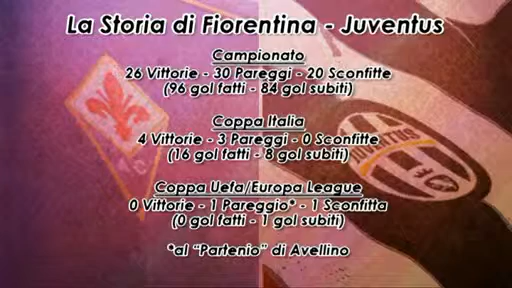 La Storia di Fiorentina - Juventus
Campionato
26 Vittorie - 30 Pareggi - 20 Sconfitte
(96 gol fatti - 84 gol subiti)
Coppa Italia
4 Vittorie - 3 Pareggi - 0 Sconfitte
(16 gol fatti - 8 gol subiti)
JUVENTUS
Coppa Uefa/Europa League
0 Vittorie - 1 Pareggio* - 1 Sconfitta
(0 gol fatti - 1 gol subiti)
*al "Partenio" di Avellino